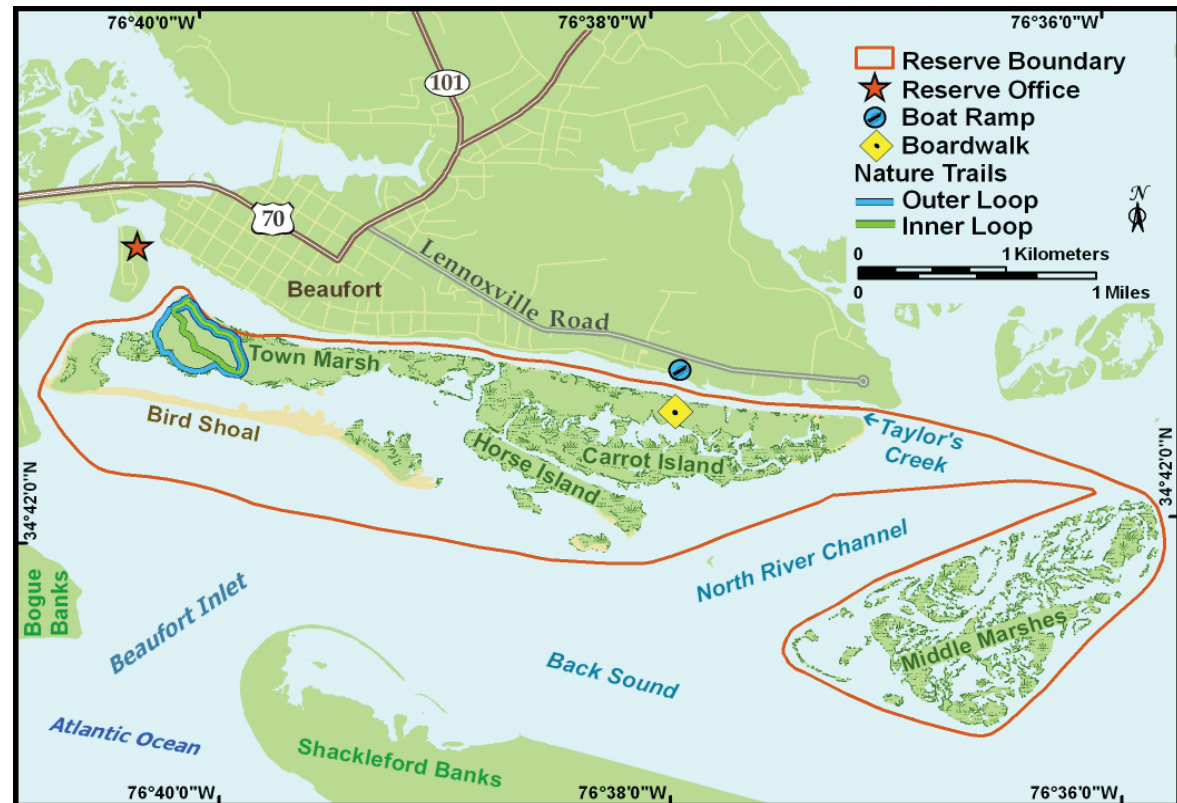 76°40'0"W
76°38'0"W
76°36'0"W
101
Reserve Boundary
Reserve Office
Boat Ramp
Boardwalk
Nature Trails
Outer Loop
Inner Loop
N
0 1 Kilometers
0 1 Miles
70
Lennoxville Road
Beaufort
Town Marsh
Bird Shoal
Taylor's
Creek
Carrot Island
Horse Island
34°42'0"N
34°42'0"N
North River Channel
Bogue
Banks
Beaufort Inlet
Middle Marshes
Back Sound
Atlantic Ocean
Shackleford Banks
76°40'0"W
76°38'0"W
76°36'0"W